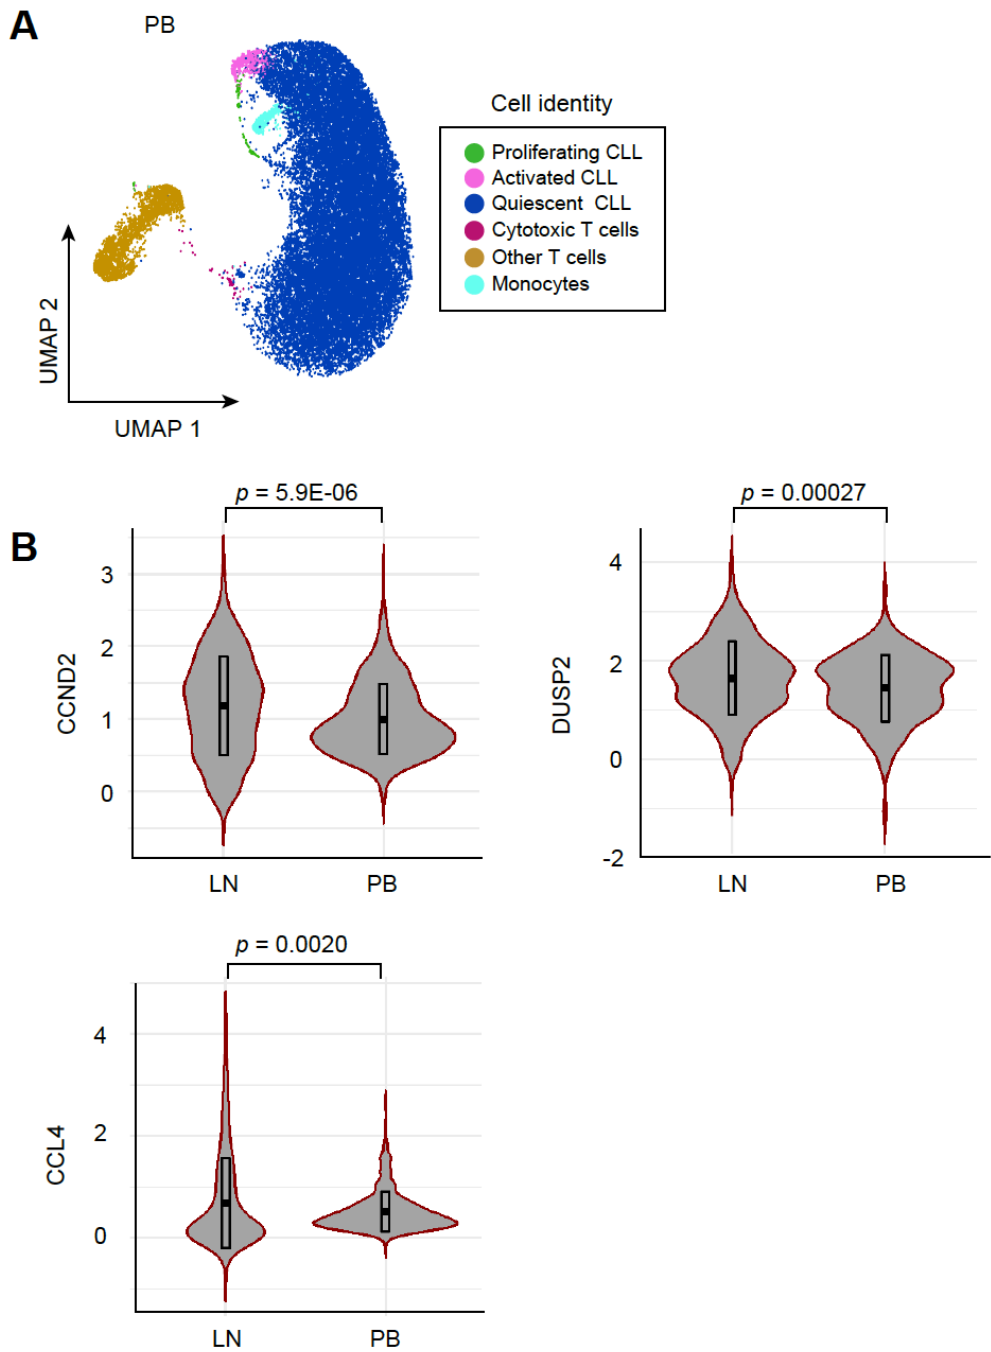 A
PB
Cell identity
Proliferating CLL
Activated CLL
Quiescent CLL
Cytotoxic T cells
Other T cells
Monocytes
UMAP 2
UMAP 1
B
p = 5.9E-06
CCND2
3
2
1
0
LN PB
p = 0.00027
DUSP2
4
2
0
-2
LN PB
p = 0.0020
CCL4
4
2
0
LN PB